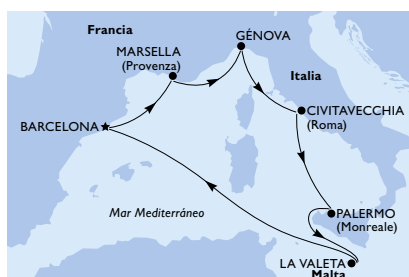 Francia
GÉNOVA
MARSELLA
(Provenza)
Italia
CIVITAVECCHIA
(Roma)
BARCELONA
Mar Mediterráneo
PALERMO
(Monreale)
LA VALETA
Malta